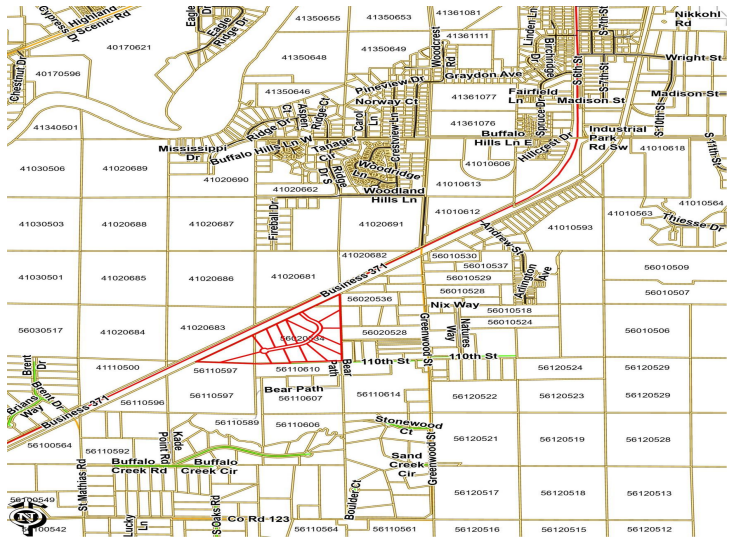 Cypress Dr
Highland
Scenic Rd
Eagle
Ridge Dr
Eagle
Dr
41350655
41350653
41361081
Nikkohl
Rd
40170621
41350648
41350649
Woodcrest
Rd
41361111
Linden Ln
Birchridge
Dr
S-6th-St
S-7th-St
S-7th-St
Wright St
Chestnut Dr
40170596
41350646
Pineview Dr
Graydon Ave
41361077
Fairfield
Ln
Madison St
Madison St
Norway Ct
Aspen
Ct
Ridge Ct
Carol
Ln
Crestview Ln
41340501
41361076
Spruce Dr
S-10th-St
S-11th-St
Ridge Dr
Mississippi
Dr
Buffalo Hills Ln W
Tanager
Cir
Buffalo
Hills Ln E
Hillcrest Dr
Industrial
Park
Rd Sw
41010618
41030506
41020689
41020690
Ridge
Dr S
Woodridge
Ln
41010606
41020662
Woodland
Hills Ln
41010613
41010612
41010563
41010564
Thiesse Dr
41030503
41020688
41020687
Fireball Dr
41020691
Andrew St
41010593
41020682
56010530
56010537
41030501
41020685
41020686
41020681
Business-371
56010529
Arlington
Ave
56010509
56010528
56010507
56020536
Nix Way
56010518
56030517
41020684
41020683
56020534
56020528
Greenwood St
Natures
Way
56010524
56010506
Brent
Dr
41110500
56110597
56110610
Bear
Path
110th St
110th St
56120524
56120529
Brians
Way
Brent Dr
Business-371
56110596
56110597
Bear Path
56110607
56110614
56120522
56120523
56120529
56100564
56110592
Kade
Point Rd
56110589
56110606
Stonewood
Ct
56120521
56120519
56120528
Buffalo
Creek Rd
Buffalo
Creek Cir
Sand
Creek
Cir
Greenwood-St
St Mathias Rd
Boulder Ct
56120517
56120518
56120513
56100549
N
56100542
Lucky
Ln
S Oaks Rd
Co Rd 123
56110564
56110561
56120516
56120515
56120512